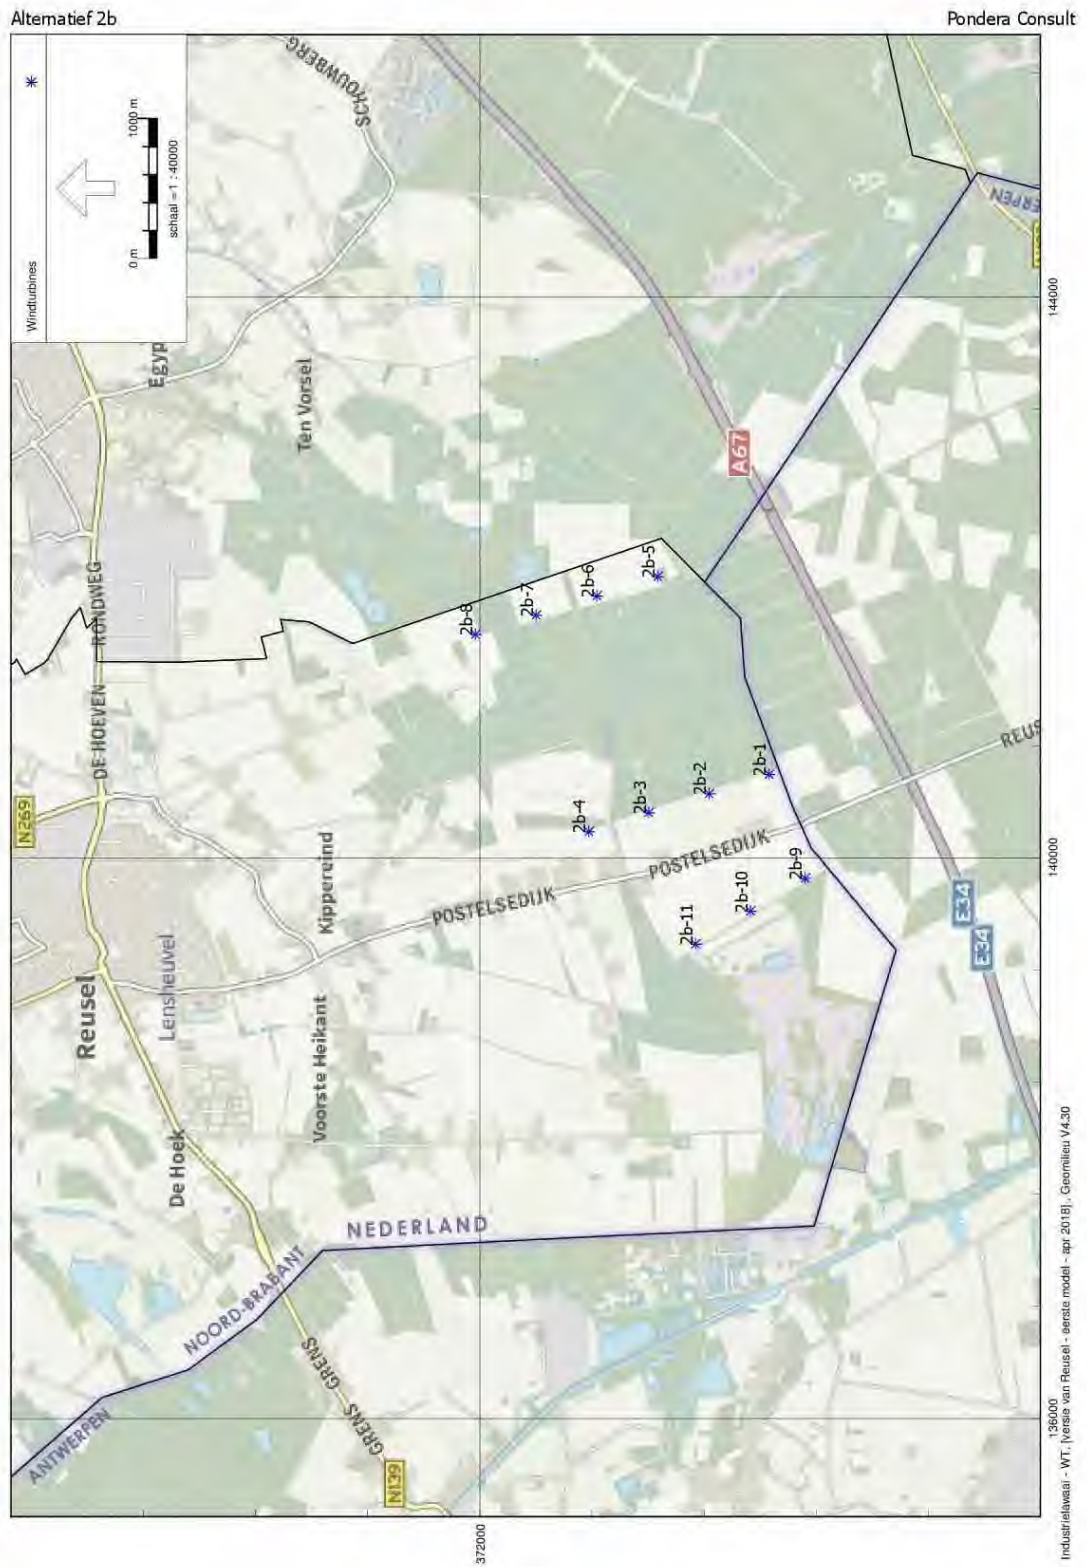 Alternatief 2b
Pondera Consult
Windturbines
0 m
1000 m
schaal = 1 : 40000
SCHOUWBERG
Egyp
Ten Vorsel
RONDWEG
DE HOEVEN
N269
Reusel
Lensheuvel
Kippereind
Voorste Heikant
De Hoek
POSTELSEDIJK
POSTELSEDIJK
NEDERLAND
NOORD-BRABANT
ANTWERPEN
GRENS
GRENS
N139
2b-8
2b-7
2b-6
2b-5
2b-4
2b-3
2b-2
2b-1
2b-11
2b-10
2b-9
A67
E34
E34
REUS
ERPEN
144000
140000
136000
372000
Industrielawaai - WT, [versie van Reusel - eerste model - apr 2018] , Geomilieu V4.30